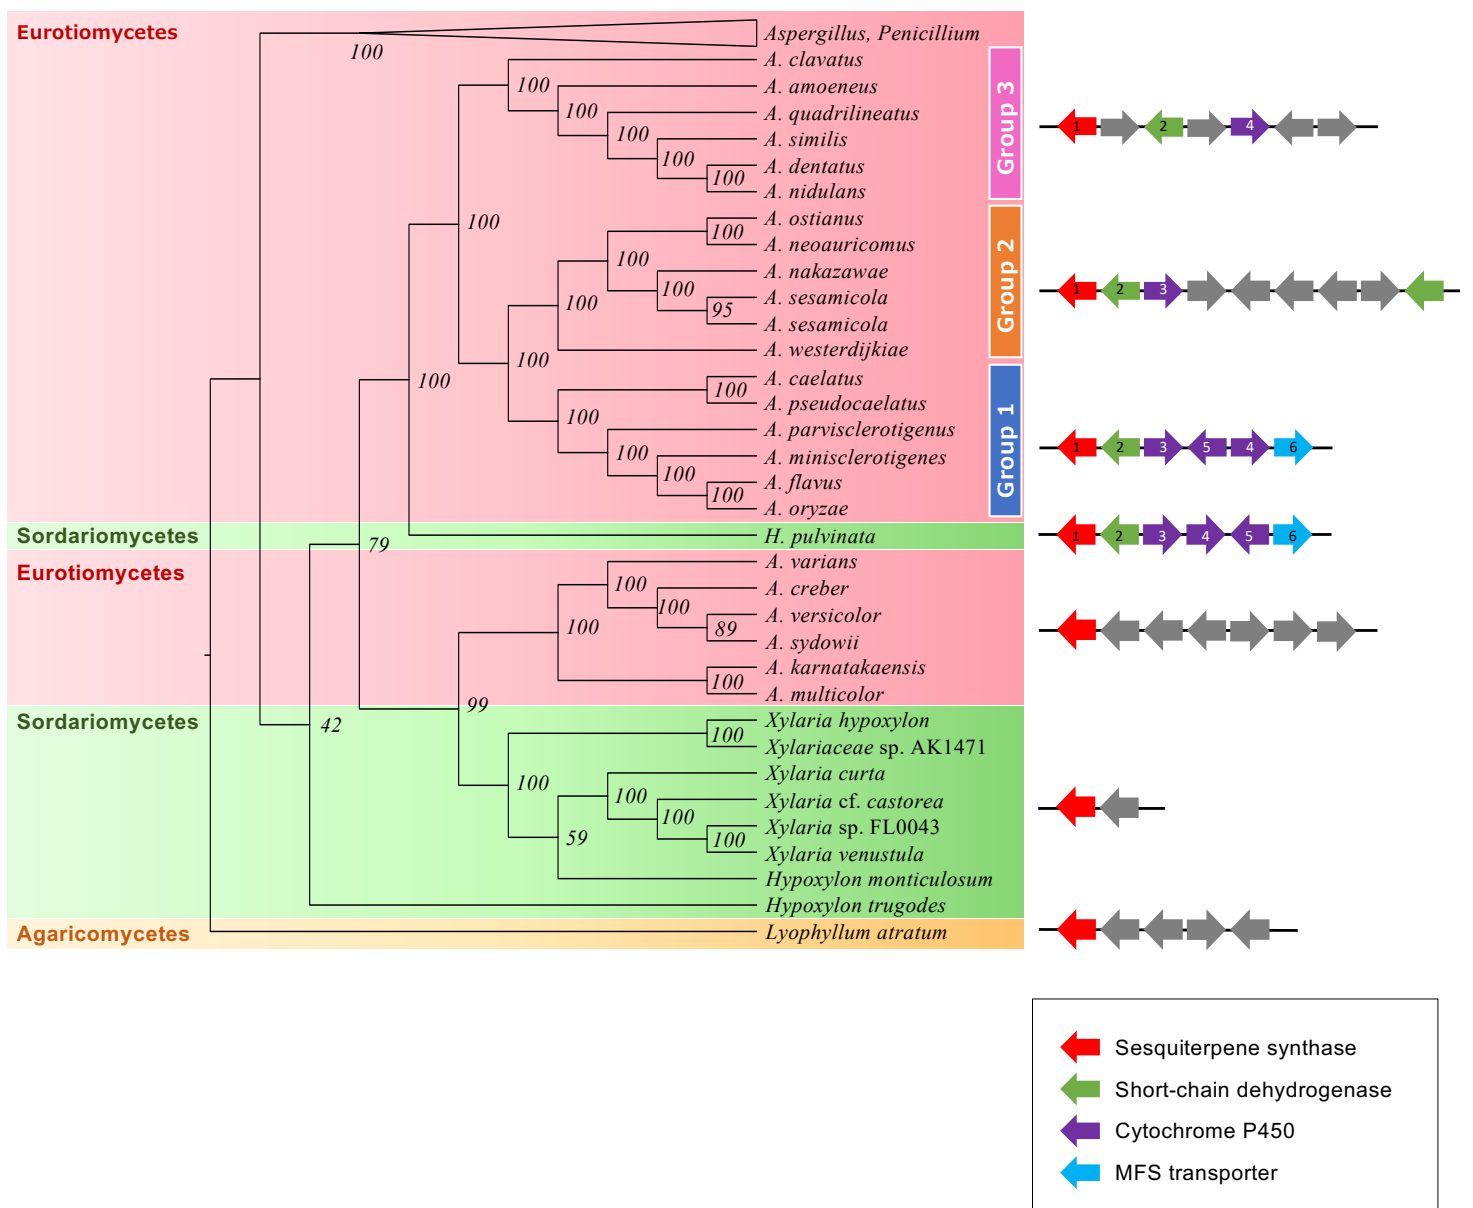 Eurotiomycetes
Aspergillus, Penicillium
100
A. clavatus
100
A. amoeneus
100
A. quadrilineatus
100
A. similis
100
A. dentatus
100
A. nidulans
Group 3
1 2 4
100
A. ostianus
100
A. neoauricomus
100
A. nakazawae
100
A. sesamicola
95
A. sesamicola
100
A. westerdijkiae
Group 2
1 2 3
100
100
A. caelatus
100
A. pseudocaelatus
100
A. parvisclerotigenus
100
A. minisclerotigenes
100
A. flavus
100
A. oryzae
Group 1
1 2 3 5 4 6
Sordariomycetes
H. pulvinata
1 2 3 4 5 6
79
Eurotiomycetes
A. varians
100
A. creber
100
A. versicolor
89
A. sydowii
100
A. karnatakaensis
100
A. multicolor
99
Sordariomycetes
42
Xylaria hypoxylon
100
Xylariaceae sp. AK1471
100
Xylaria curta
100
Xylaria cf. castorea
100
Xylaria sp. FL0043
100
Xylaria venustula
59
Hypoxylon monticulosum
Hypoxylon trugodes
Agaricomycetes
Lyophyllum atratum
Sesquiterpene synthase
Short-chain dehydrogenase
Cytochrome P450
MFS transporter